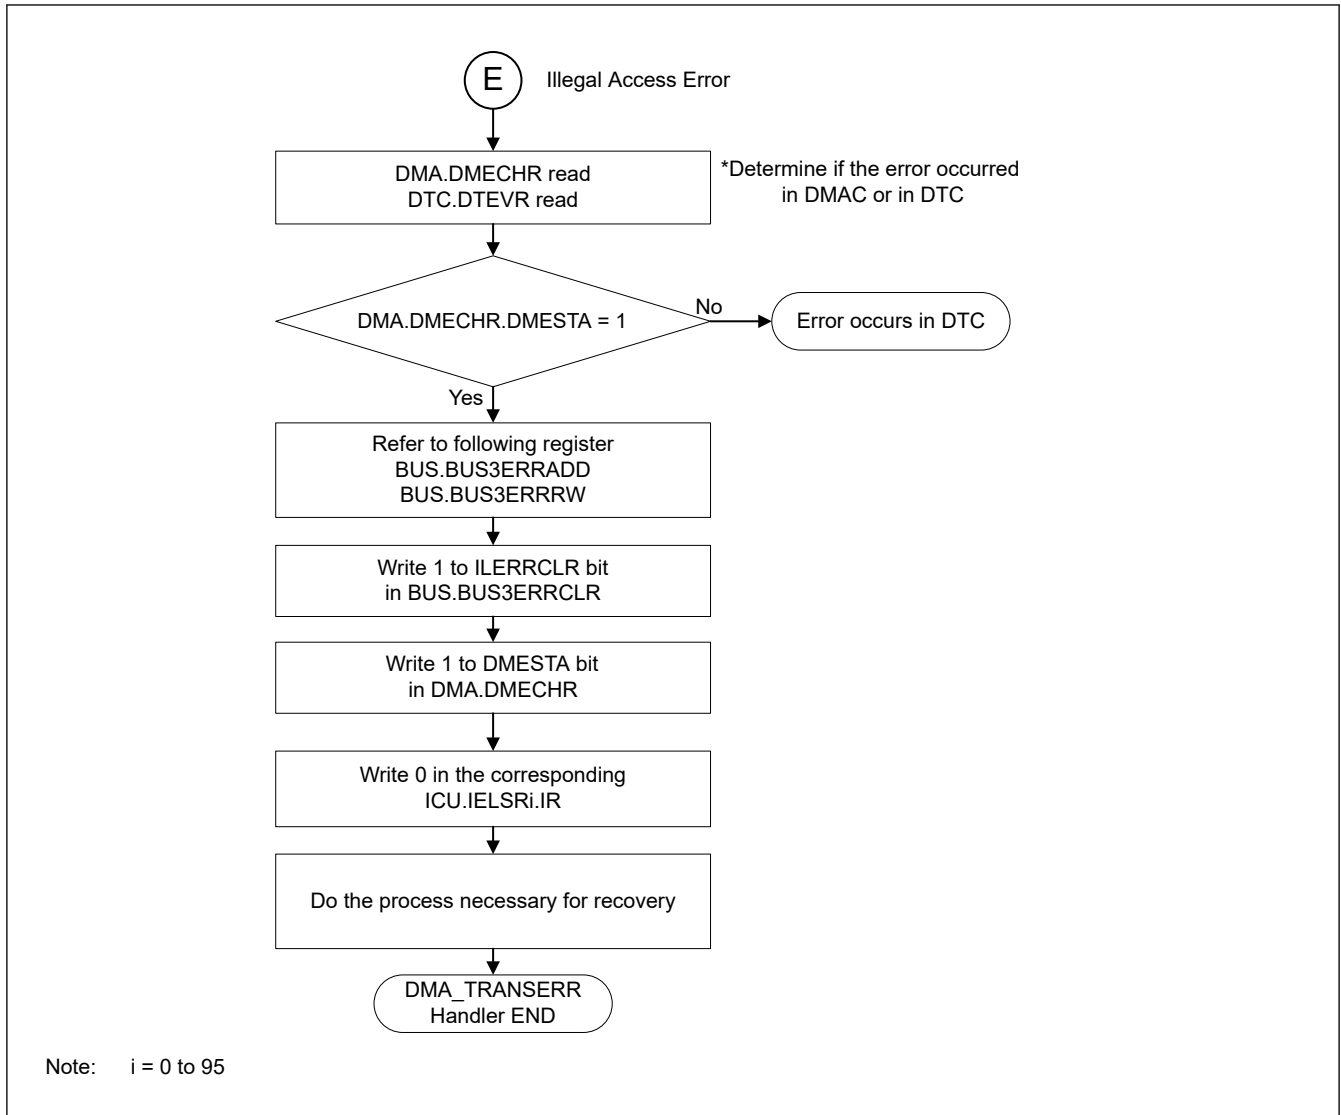 E
Illegal Access Error
DMA.DMECHR read
DTC.DTEVR read
*Determine if the error occurred
in DMAC or in DTC
DMA.DMECHR.DMESTA = 1
No
Error occurs in DTC
Yes
Refer to following register
BUS.BUS3ERRADD
BUS.BUS3ERRRW
Write 1 to ILERRCLR bit
in BUS.BUS3ERRCLR
Write 1 to DMESTA bit
in DMA.DMECHR
Write 0 in the corresponding
ICU.IELSRi.IR
Do the process necessary for recovery
DMA_TRANSERR
Handler END
Note: i = 0 to 95